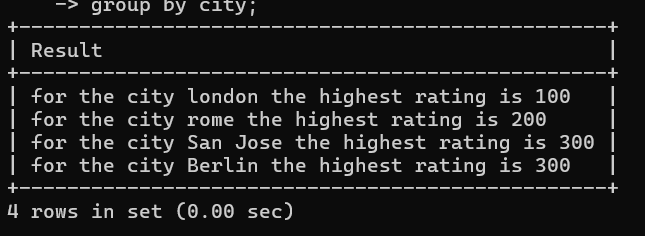 -> group by city;
+-------------------------------------------------+
| Result                                          |
+-------------------------------------------------+
| for the city london the highest rating is 100   |
| for the city rome the highest rating is 200     |
| for the city San Jose the highest rating is 300 |
| for the city Berlin the highest rating is 300   |
+-------------------------------------------------+
4 rows in set (0.00 sec)